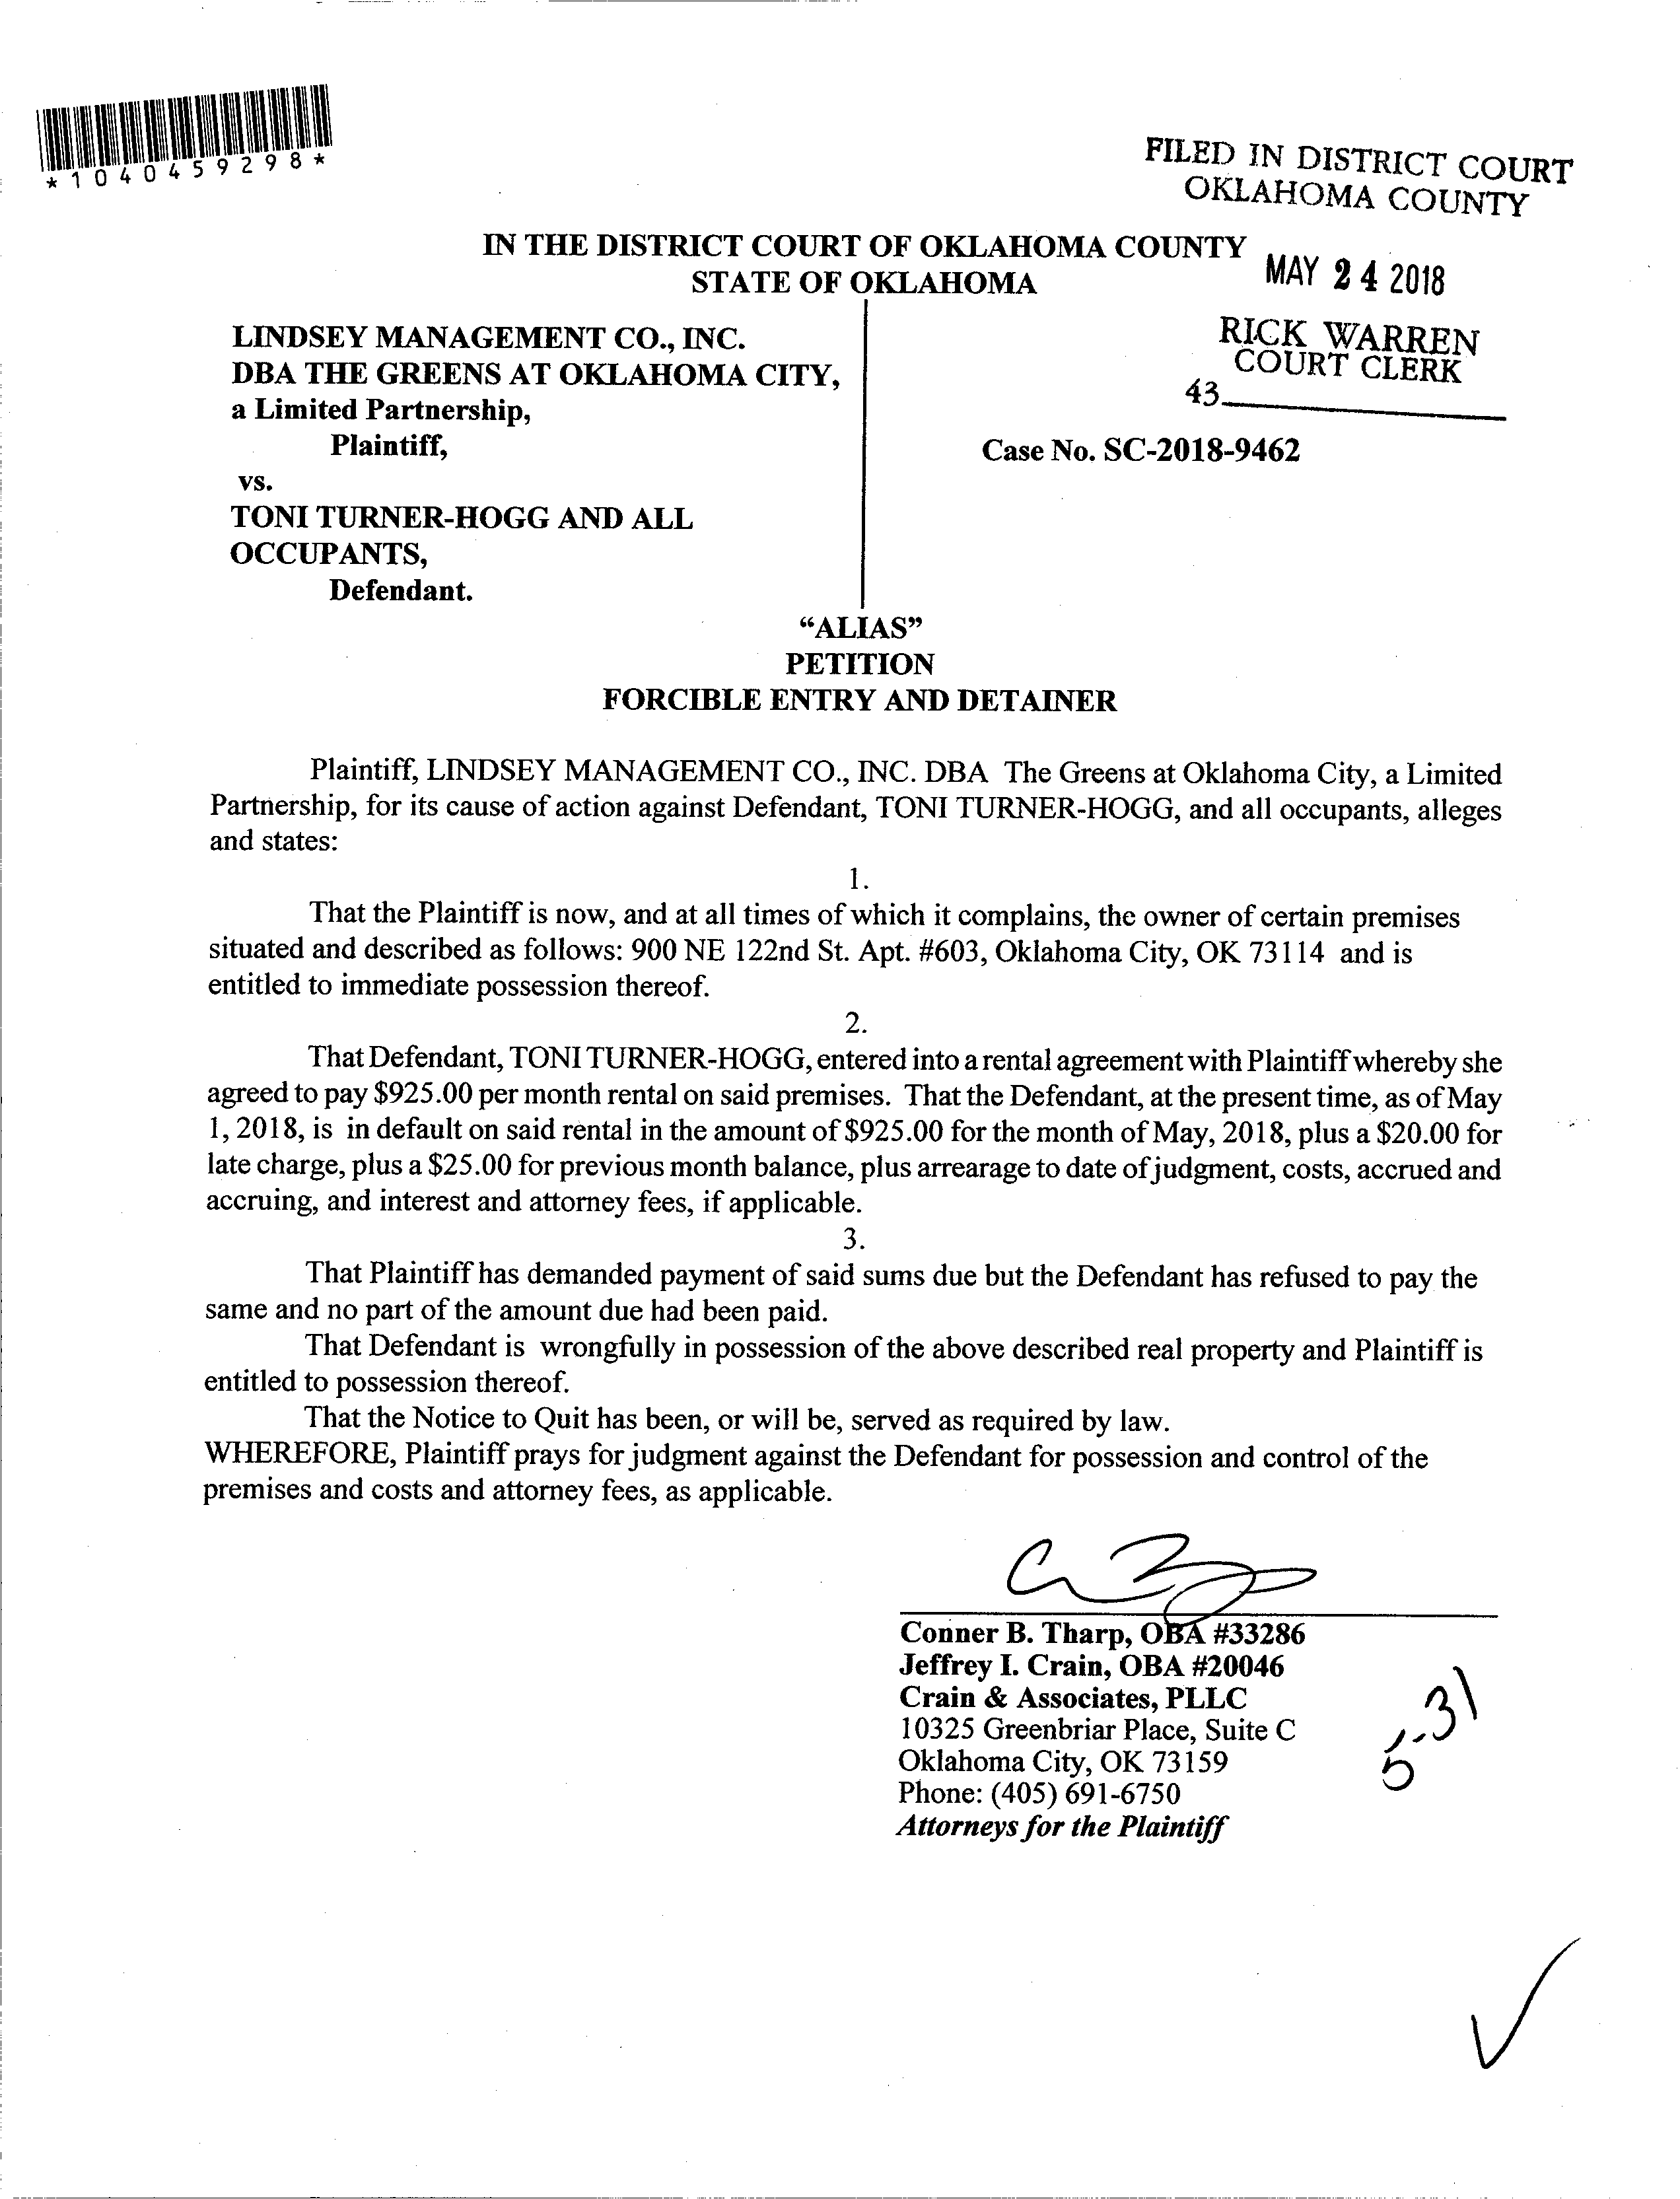 *1040459298*
FILED IN DISTRICT COURT
OKLAHOMA COUNTY
IN THE DISTRICT COURT OF OKLAHOMA COUNTY
STATE OF OKLAHOMA
MAY 24 2018
RICK WARREN
COURT CLERK
43
LINDSEY MANAGEMENT CO., INC.
DBA THE GREENS AT OKLAHOMA CITY,
a Limited Partnership,
Plaintiff,
vs.
TONI TURNER-HOGG AND ALL
OCCUPANTS,
Defendant.
Case No. SC-2018-9462
“ALIAS”
PETITION
FORCIBLE ENTRY AND DETAINER
Plaintiff, LINDSEY MANAGEMENT CO., INC. DBA The Greens at Oklahoma City, a Limited
Partnership, for its cause of action against Defendant, TONI TURNER-HOGG, and all occupants, alleges
and states:
1.
That the Plaintiff is now, and at all times of which it complains, the owner of certain premises
situated and described as follows: 900 NE 122nd St. Apt. #603, Oklahoma City, OK 73114 and is
entitled to immediate possession thereof.
2.
That Defendant, TONI TURNER-HOGG, entered into a rental agreement with Plaintiff whereby she
agreed to pay $925.00 per month rental on said premises. That the Defendant, at the present time, as of May
1, 2018, is in default on said rental in the amount of $925.00 for the month of May, 2018, plus a $20.00 for
late charge, plus a $25.00 for previous month balance, plus arrearage to date of judgment, costs, accrued and
accruing, and interest and attorney fees, if applicable.
3.
That Plaintiff has demanded payment of said sums due but the Defendant has refused to pay the
same and no part of the amount due had been paid.
That Defendant is wrongfully in possession of the above described real property and Plaintiff is
entitled to possession thereof.
That the Notice to Quit has been, or will be, served as required by law.
WHEREFORE, Plaintiff prays for judgment against the Defendant for possession and control of the
premises and costs and attorney fees, as applicable.
Conner B. Tharp, OBA #33286
Jeffrey I. Crain, OBA #20046
Crain & Associates, PLLC
10325 Greenbriar Place, Suite C
Oklahoma City, OK 73159
Phone: (405) 691-6750
Attorneys for the Plaintiff
5-31